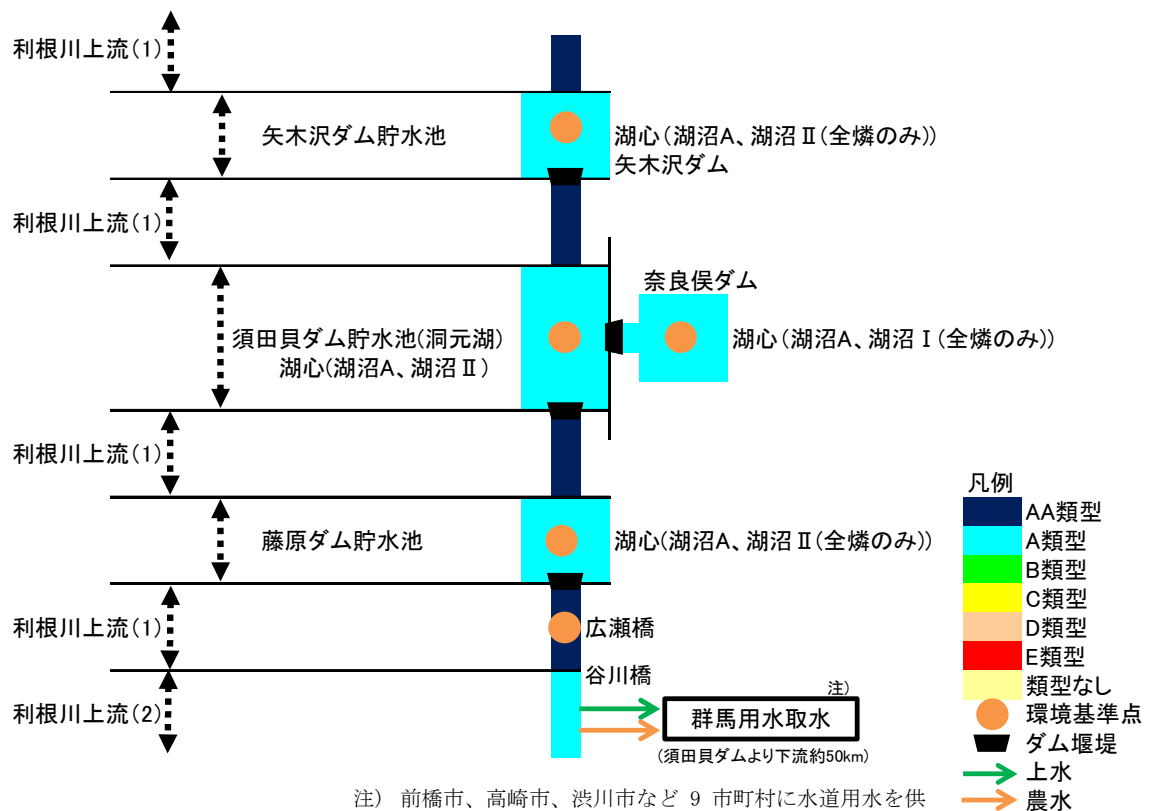 利根川上流(1)
矢木沢ダム貯水池
湖心(湖沼A、湖沼Ⅱ(全燐のみ))
矢木沢ダム
利根川上流(1)
奈良俣ダム
須田貝ダム貯水池(洞元湖)
湖心(湖沼A、湖沼Ⅱ)
湖心(湖沼A、湖沼Ⅰ(全燐のみ))
利根川上流(1)
藤原ダム貯水池
湖心(湖沼A、湖沼Ⅱ(全燐のみ))
利根川上流(1)
広瀬橋
谷川橋
利根川上流(2)
注)
群馬用水取水
(須田貝ダムより下流約50km)
凡例
AA類型
A類型
B類型
C類型
D類型
E類型
類型なし
環境基準点
ダム堰堤
上水
農水
注) 前橋市、高崎市、渋川市など 9 市町村に水道用水を供